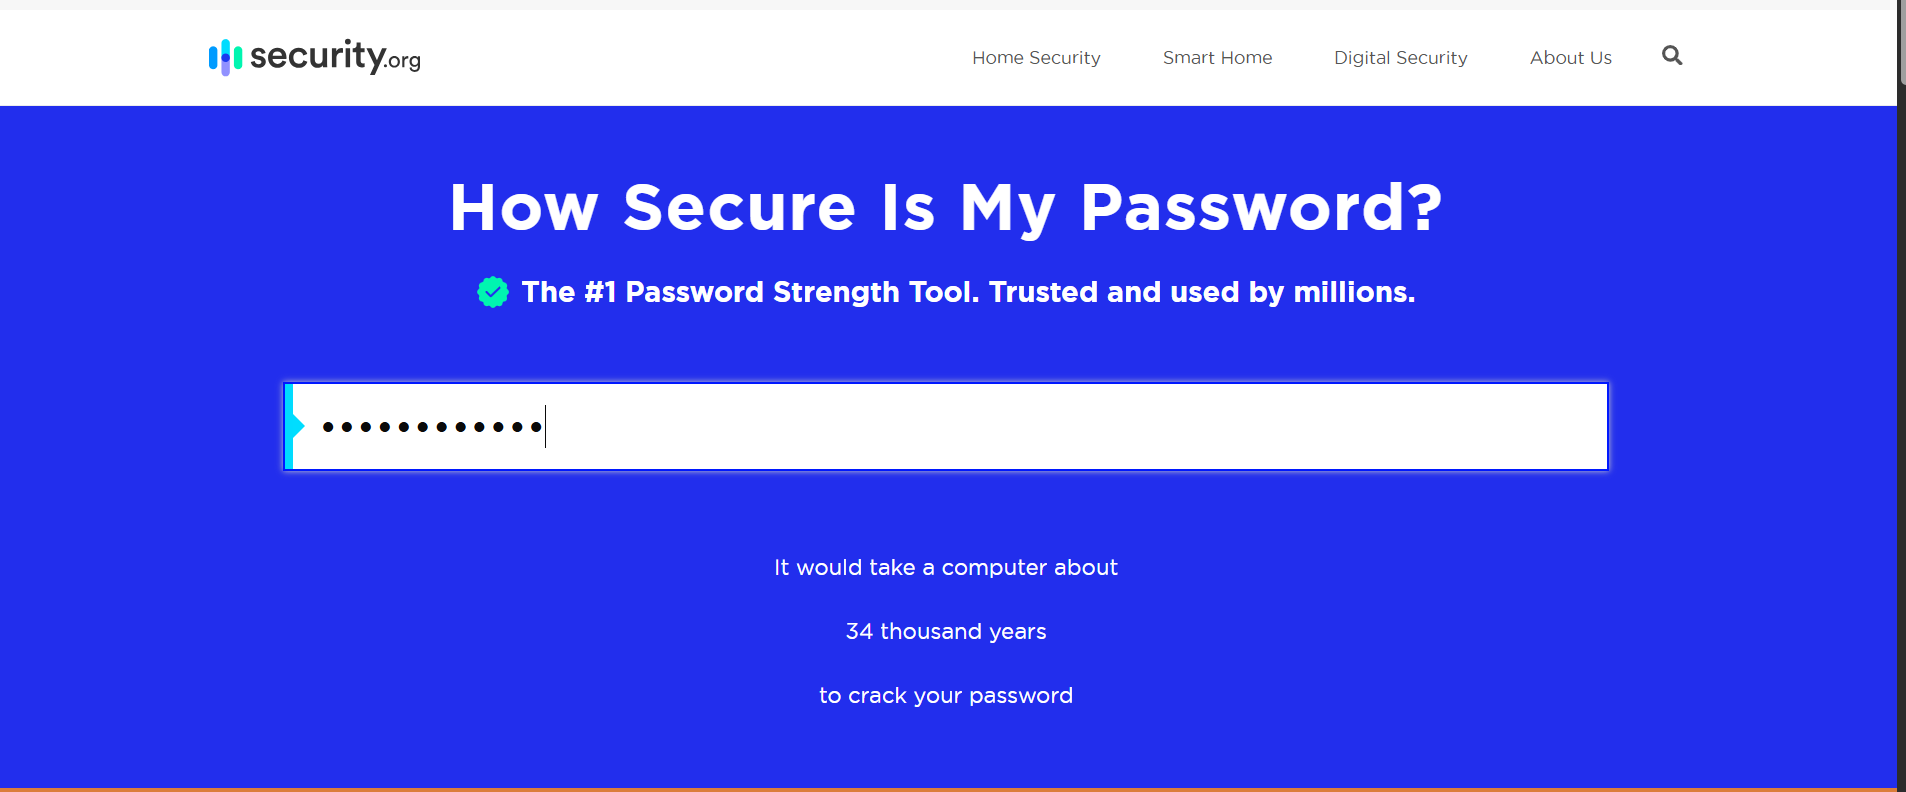 security.org
Home Security Smart Home Digital Security About Us
How Secure Is My Password?
The #1 Password Strength Tool. Trusted and used by millions.
••••••••••••
It would take a computer about
34 thousand years
to crack your password